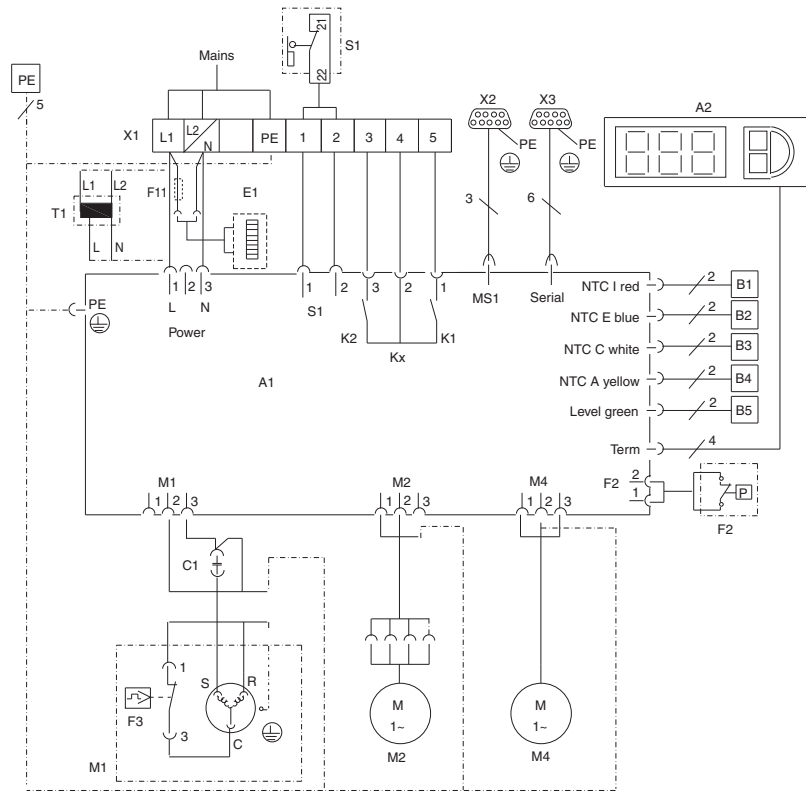 21
S1
22
Mains
PE
5
X1
L1
L2
N
PE
1
2
3
4
5
X2
X3
PE
PE
A2
L1
L2
F11
E1
T1
L
N
3
6
PE
1
2
3
L
N
Power
1
2
S1
3
2
1
K2
K1
Kx
MS1
Serial
A1
NTC I red
2
B1
NTC E blue
2
B2
NTC C white
2
B3
NTC A yellow
2
B4
Level green
2
B5
Term
4
F2
2
1
P
F2
M1
1
2
3
M2
1
2
3
M4
1
2
3
C1
1
S
R
F3
3
C
M1
M
1~
M2
M
1~
M4